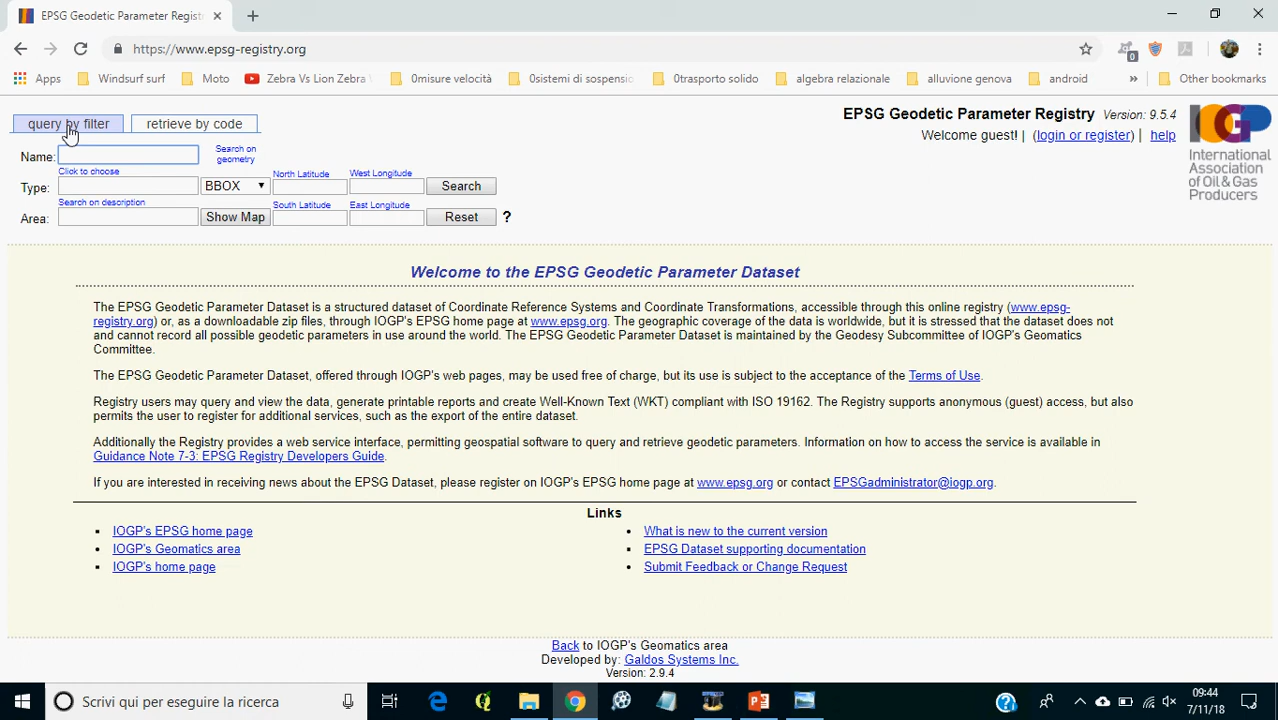 EPSG Geodetic Parameter Registry
https://www.epsg-registry.org
0
Apps
Windsurf surf
Moto
Zebra Vs Lion Zebra
0misure velocità
0sistemi di sospensio
0trasporto solido
algebra relazionale
alluvione genova
android
»
Other bookmarks
query by filter
retrieve by code
EPSG Geodetic Parameter Registry Version: 9.5.4
Welcome guest! | (login or register) | help
IOGP
International
Association
of Oil & Gas
Producers
Name:
Search on
geometry
Click to choose
North Latitude
West Longitude
Type:
BBOX
Search
Search on description
South Latitude
East Longitude
Area:
Show Map
Reset
?
Welcome to the EPSG Geodetic Parameter Dataset
The EPSG Geodetic Parameter Dataset is a structured dataset of Coordinate Reference Systems and Coordinate Transformations, accessible through this online registry (www.epsg-
registry.org) or, as a downloadable zip files, through IOGP's EPSG home page at www.epsg.org. The geographic coverage of the data is worldwide, but it is stressed that the dataset does not
and cannot record all possible geodetic parameters in use around the world. The EPSG Geodetic Parameter Dataset is maintained by the Geodesy Subcommittee of IOGP's Geomatics
Committee.
The EPSG Geodetic Parameter Dataset, offered through IOGP's web pages, may be used free of charge, but its use is subject to the acceptance of the Terms of Use.
Registry users may query and view the data, generate printable reports and create Well-Known Text (WKT) compliant with ISO 19162. The Registry supports anonymous (guest) access, but also
permits the user to register for additional services, such as the export of the entire dataset.
Additionally the Registry provides a web service interface, permitting geospatial software to query and retrieve geodetic parameters. Information on how to access the service is available in
Guidance Note 7-3: EPSG Registry Developers Guide.
If you are interested in receiving news about the EPSG Dataset, please register on IOGP's EPSG home page at www.epsg.org or contact EPSGadministrator@iogp.org.
Links
IOGP's EPSG home page
IOGP's Geomatics area
IOGP's home page
What is new to the current version
EPSG Dataset supporting documentation
Submit Feedback or Change Request
Back to IOGP's Geomatics area
Developed by: Galdos Systems Inc.
Version: 2.9.4
Scrivi qui per eseguire la ricerca
09:44
7/11/18